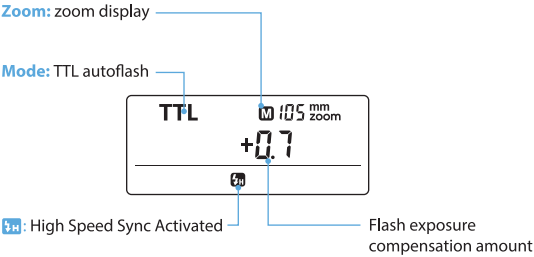 Zoom: zoom display
Mode: TTL autoflash
TTL M 105 mm zoom
+0.7
H
H : High Speed Sync Activated
Flash exposure
compensation amount